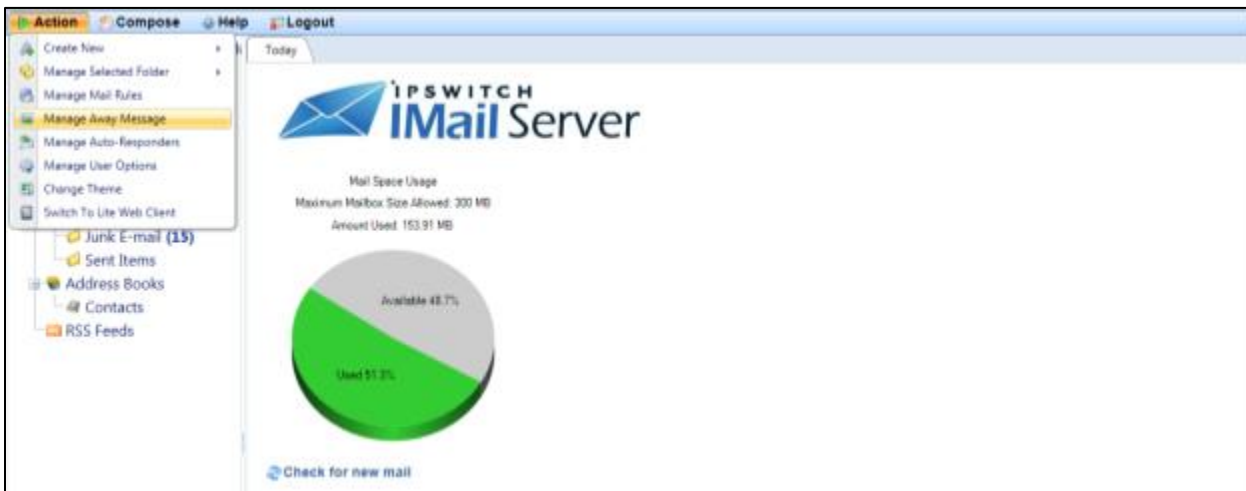 Action Compose Help Logout
Create New
Manage Selected Folder
Manage Mail Rules
Manage Away Message
Manage Auto-Responders
Manage User Options
Change Theme
Switch To Lite Web Client
Junk E-mail (15)
Sent Items
Address Books
Contacts
RSS Feeds
Today
IPSWITCH
IMail Server
Mail Space Usage
Maximum Mailbox Size Allowed: 300 MB
Amount Used: 153.91 MB
Available 48.7%
Used 51.3%
Check for new mail